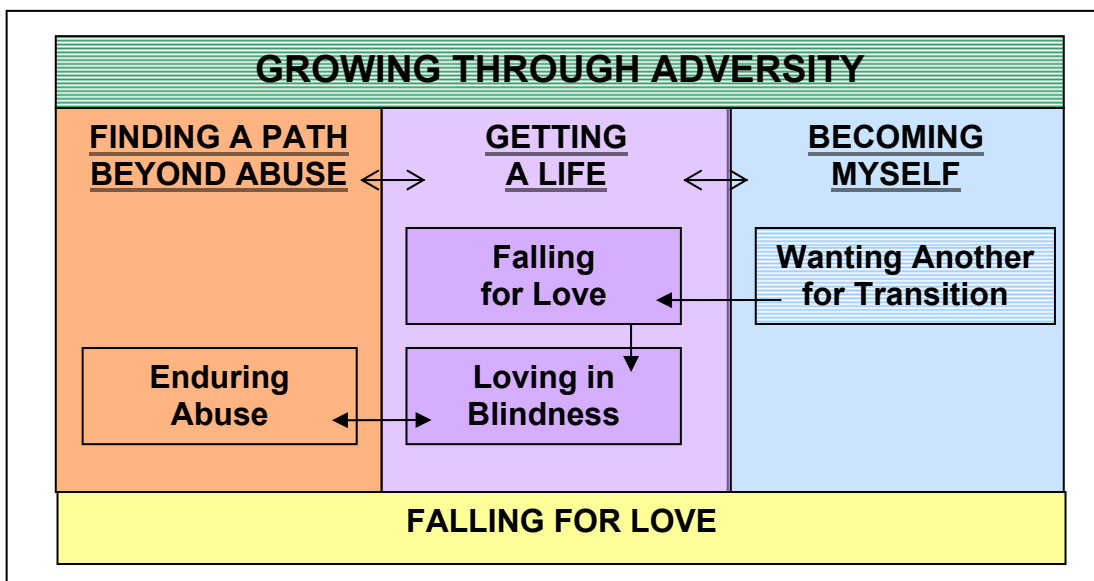 GROWING THROUGH ADVERSITY
FINDING A PATH
BEYOND ABUSE
GETTING
A LIFE
BECOMING
MYSELF
Falling
for Love
Wanting Another
for Transition
Enduring
Abuse
Loving in
Blindness
FALLING FOR LOVE